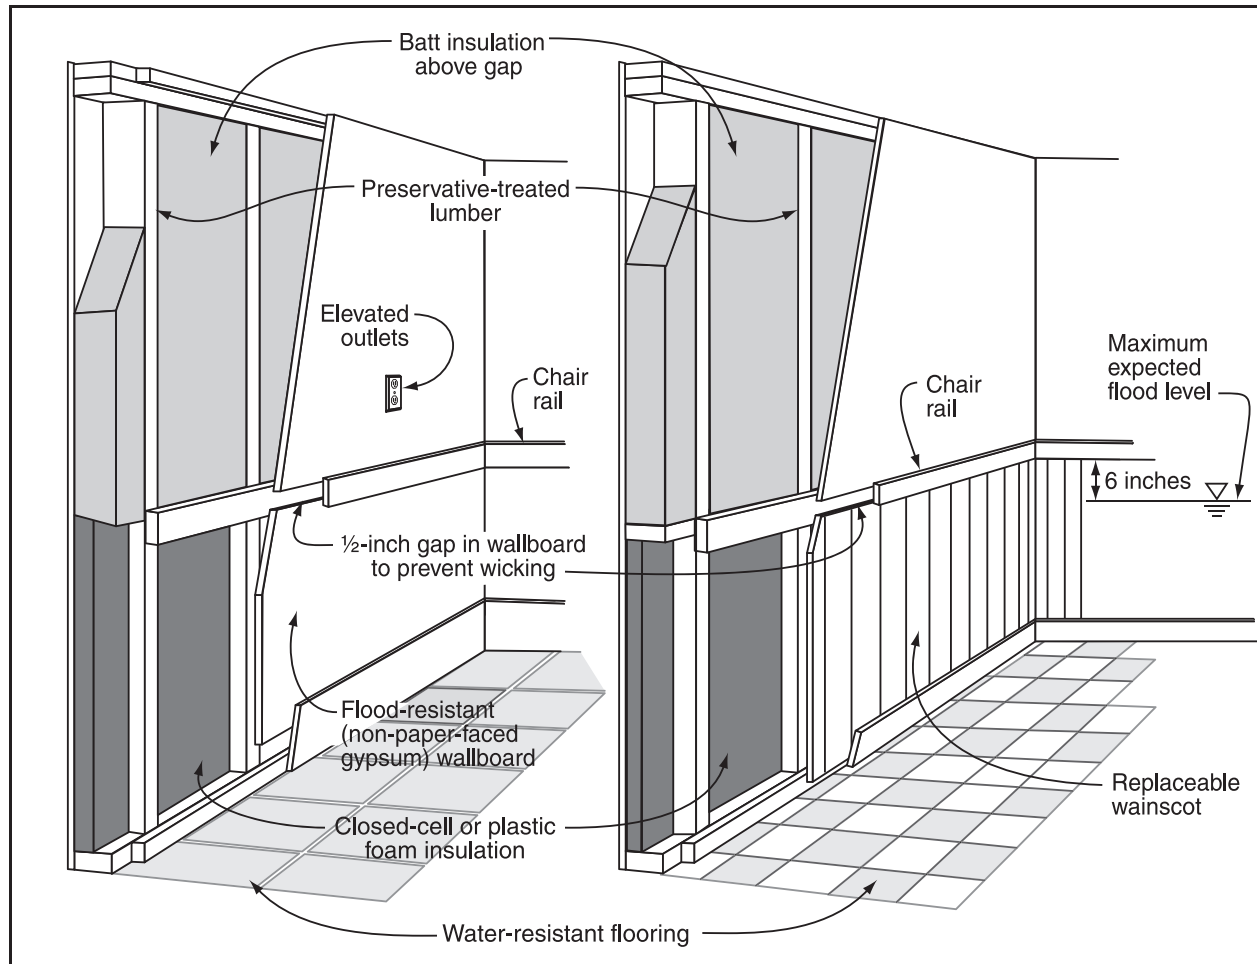 Batt insulation
above gap
Preservative-treated
lumber
Elevated
outlets
Chair
rail
Chair
rail
Maximum
expected
flood level
6 inches
½-inch gap in wallboard
to prevent wicking
Flood-resistant
(non-paper-faced
gypsum) wallboard
Replaceable
wainscot
Closed-cell or plastic
foam insulation
Water-resistant flooring